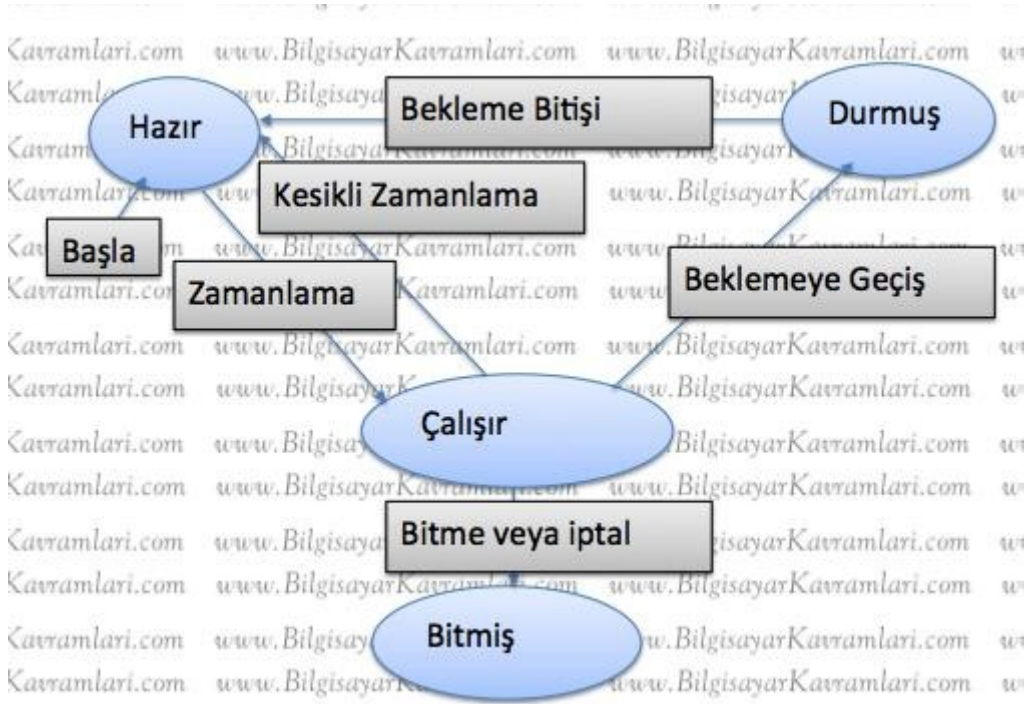 Hazır
Bekleme Bitişi
Durmuş
Kesikli Zamanlama
Başla
Zamanlama
Beklemeye Geçiş
Çalışır
Bitme veya iptal
Bitmiş
www.BilgisayarKavramlari.com